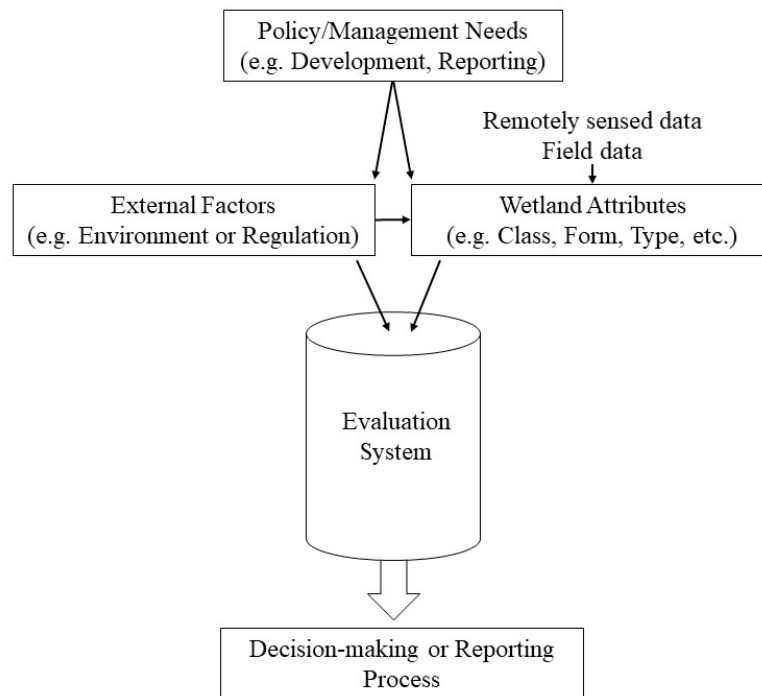 Policy/Management Needs
(e.g. Development, Reporting)
Remotely sensed data
Field data
External Factors
(e.g. Environment or Regulation)
Wetland Attributes
(e.g. Class, Form, Type, etc.)
Evaluation
System
Decision-making or Reporting
Process